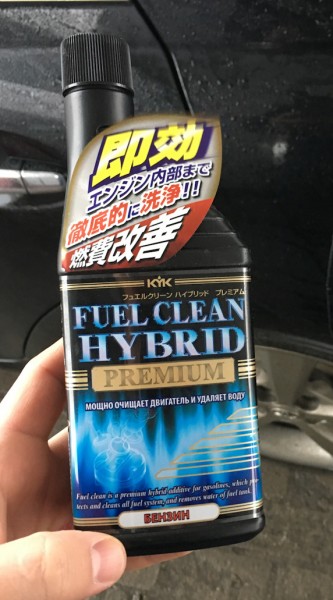 即効
エンジン内部まで
徹底的に洗浄!!
燃費改善
KYK
フュエルクリーン ハイブリッド プレミアム
FUEL CLEAN
HYBRID
PREMIUM
МОЩНО ОЧИЩАЕТ ДВИГАТЕЛЬ И УДАЛЯЕТ ВОДУ
Fuel clean is a premium hybrid additive for gasolines, which pro-
tects and cleans all fuel system, and removes water of fuel tank.
БЕНЗИН